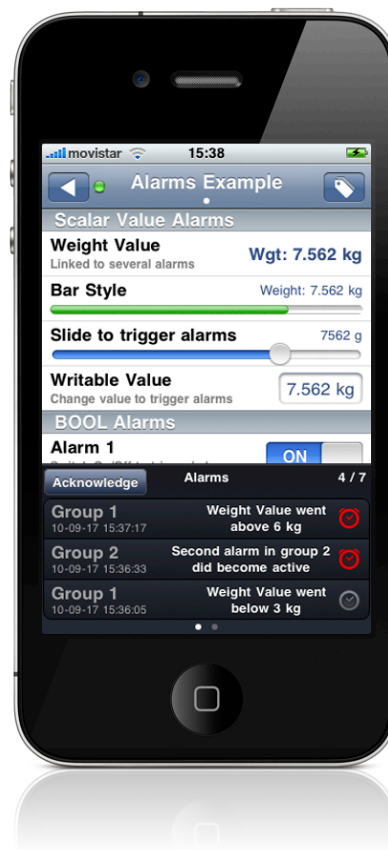 movistar 15:38
Alarms Example
Scalar Value Alarms
Weight Value
Linked to several alarms
Wgt: 7.562 kg
Bar Style
Weight: 7.562 kg
Slide to trigger alarms
7562 g
Writable Value
Change value to trigger alarms
7.562 kg
BOOL Alarms
Alarm 1
ON
Acknowledge
Alarms
4 / 7
Group 1
10-09-17 15:37:17
Weight Value went
above 6 kg
Group 2
10-09-17 15:36:33
Second alarm in group 2
did become active
Group 1
10-09-17 15:36:05
Weight Value went
below 3 kg